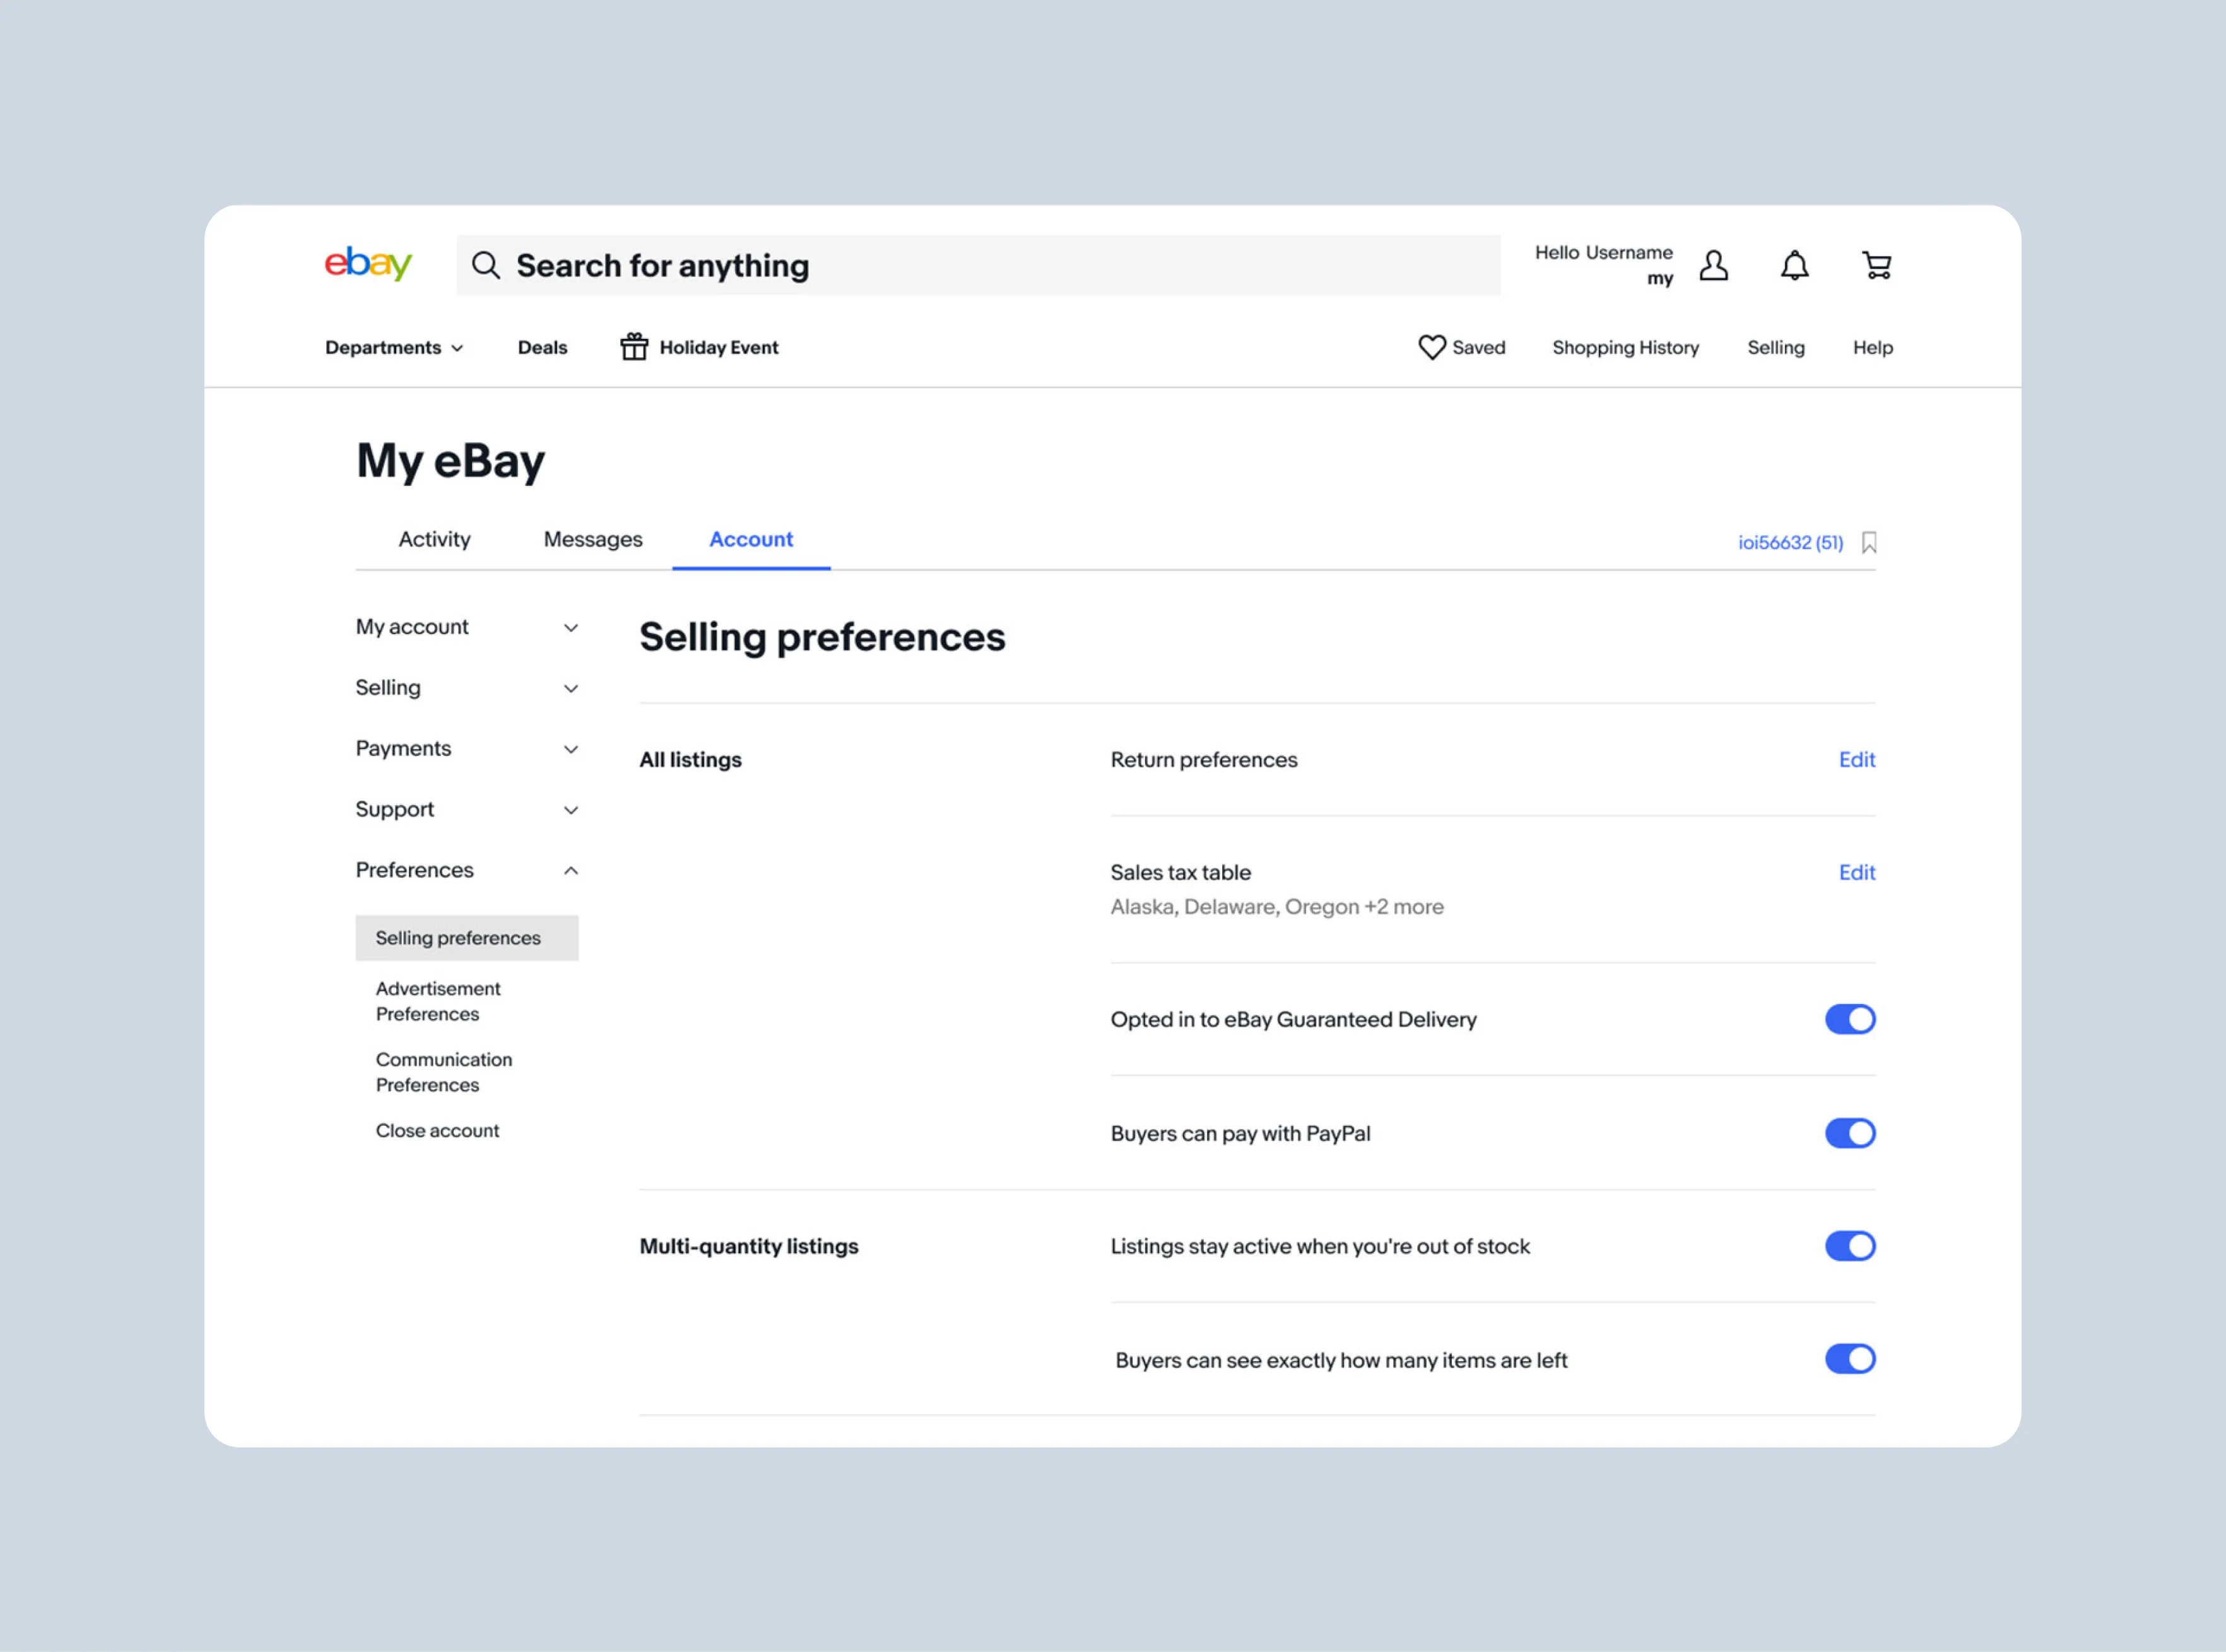 ebay
Search for anything
Hello Username
my
Departments
Deals
Holiday Event
Saved
Shopping History
Selling
Help
My eBay
Activity
Messages
Account
ioi56632 (51)
My account
Selling
Payments
Support
Preferences
Selling preferences
Advertisement
Preferences
Communication
Preferences
Close account
Selling preferences
All listings
Return preferences
Edit
Sales tax table
Edit
Alaska, Delaware, Oregon +2 more
Opted in to eBay Guaranteed Delivery
Buyers can pay with PayPal
Multi-quantity listings
Listings stay active when you're out of stock
Buyers can see exactly how many items are left